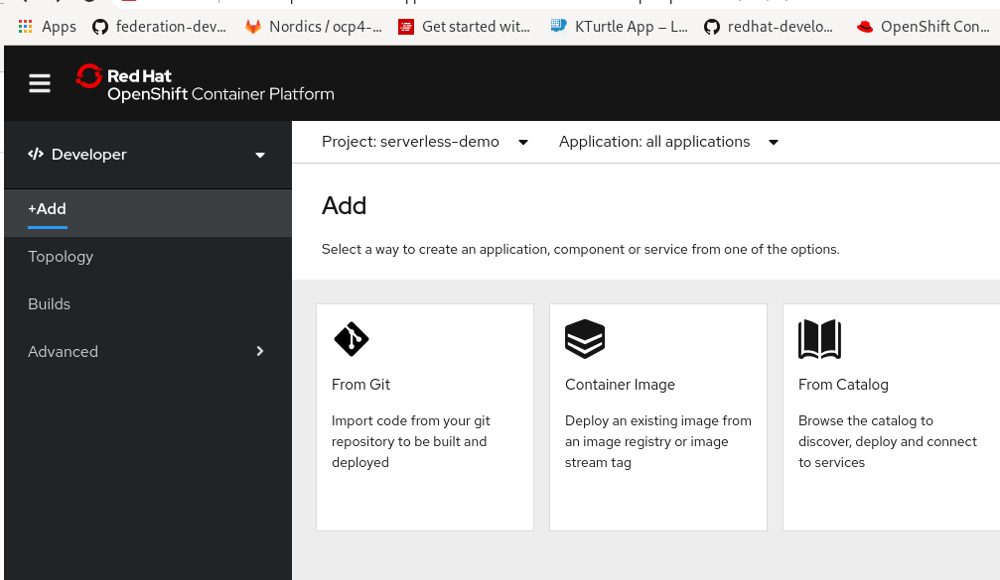 Apps federation-dev... Nordics / ocp4-... Get started wit... KTurtle App – L... redhat-develo... OpenShift Con...
Red Hat
OpenShift Container Platform
Developer
Project: serverless-demo Application: all applications
+Add
Topology
Builds
Advanced
Add
Select a way to create an application, component or service from one of the options.
From Git
Import code from your git
repository to be built and
deployed
Container Image
Deploy an existing image from
an image registry or image
stream tag
From Catalog
Browse the catalog to
discover, deploy and connect
to services